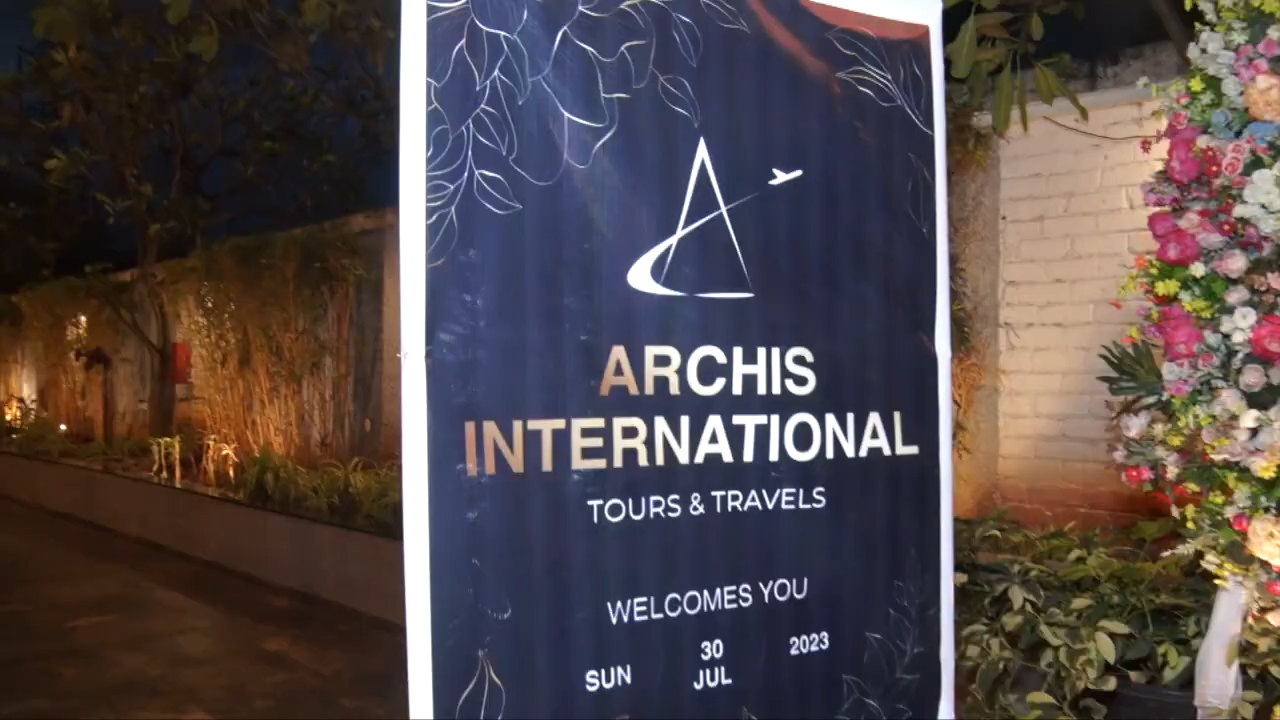 ARCHIS
INTERNATIONAL
TOURS & TRAVELS
WELCOMES YOU
SUN 30 JUL 2023